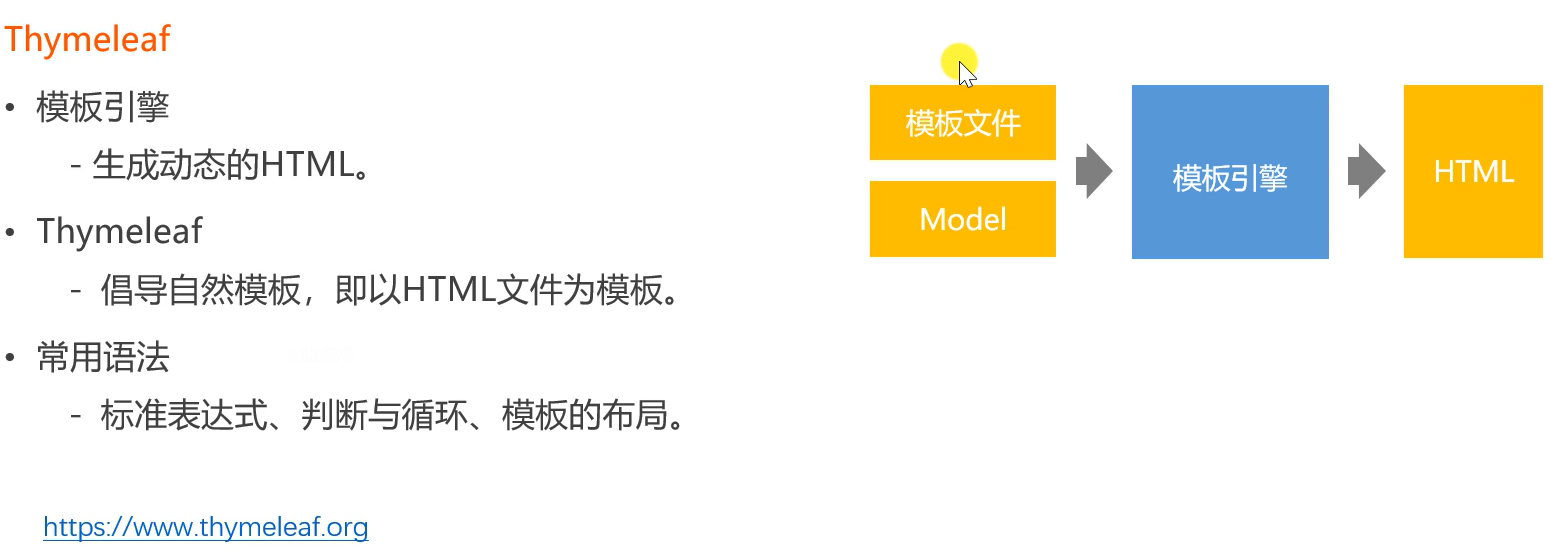 Thymeleaf
• 模板引擎
- 生成动态的HTML。
• Thymeleaf
- 倡导自然模板，即以HTML文件为模板。
• 常用语法
- 标准表达式、判断与循环、模板的布局。
https://www.thymeleaf.org
模板文件
Model
模板引擎
HTML